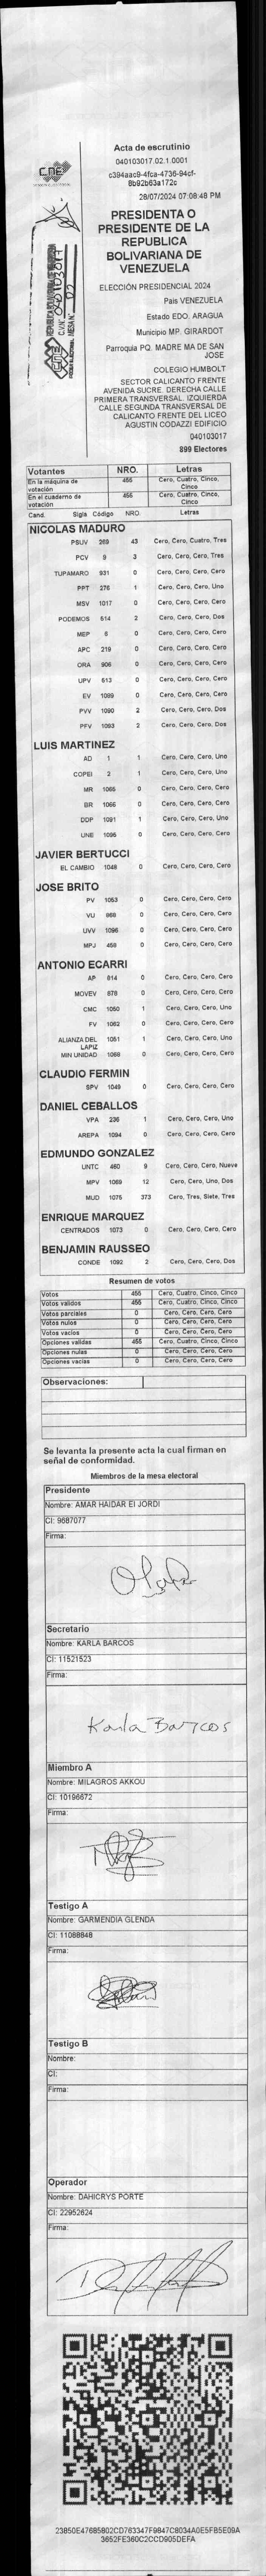 Acta de escrutinio
040103017.02.1.0001
c394aac9-4fca-4736-94cf-
8b92b63a172c
28/07/2024 07:08:48 PM
PRESIDENTA O
PRESIDENTE DE LA
REPUBLICA
BOLIVARIANA DE
VENEZUELA
ELECCIÓN PRESIDENCIAL 2024
Pais VENEZUELA
Estado EDO. ARAGUA
Municipio MP. GIRARDOT
Parroquia PQ. MADRE MA DE SAN
JOSE
COLEGIO HUMBOLT
SECTOR CALICANTO FRENTE
AVENIDA SUCRE. DERECHA CALLE
PRIMERA TRANSVERSAL. IZQUIERDA
CALLE SEGUNDA TRANSVERSAL DE
CALICANTO FRENTE DEL LICEO
AGUSTIN CODAZZI EDIFICIO
040103017
899 Electores
CNE
Votantes NRO. Letras
En la máquina de votación 455 Cero, Cuatro, Cinco, Cinco
En el cuaderno de votación 455 Cero, Cuatro, Cinco, Cinco
Cand. Sigla Código NRO. Letras
NICOLAS MADURO
PSUV 269 43 Cero, Cero, Cuatro, Tres
PCV 9 3 Cero, Cero, Cero, Tres
TUPAMARO 931 0 Cero, Cero, Cero, Cero
PPT 276 1 Cero, Cero, Cero, Uno
MSV 1017 0 Cero, Cero, Cero, Cero
PODEMOS 514 2 Cero, Cero, Cero, Dos
MEP 6 0 Cero, Cero, Cero, Cero
APC 219 0 Cero, Cero, Cero, Cero
ORA 906 0 Cero, Cero, Cero, Cero
UPV 613 0 Cero, Cero, Cero, Cero
EV 1089 0 Cero, Cero, Cero, Cero
PVV 1090 2 Cero, Cero, Cero, Dos
PFV 1093 2 Cero, Cero, Cero, Dos
LUIS MARTINEZ
AD 1 1 Cero, Cero, Cero, Uno
COPEI 2 1 Cero, Cero, Cero, Uno
MR 1065 0 Cero, Cero, Cero, Cero
BR 1066 0 Cero, Cero, Cero, Cero
DDP 1091 1 Cero, Cero, Cero, Uno
UNE 1095 0 Cero, Cero, Cero, Cero
JAVIER BERTUCCI
EL CAMBIO 1048 0 Cero, Cero, Cero, Cero
JOSE BRITO
PV 1053 0 Cero, Cero, Cero, Cero
VU 868 0 Cero, Cero, Cero, Cero
UVV 1096 0 Cero, Cero, Cero, Cero
MPJ 459 0 Cero, Cero, Cero, Cero
ANTONIO ECARRI
AP 814 0 Cero, Cero, Cero, Cero
MOVEV 878 0 Cero, Cero, Cero, Cero
CMC 1050 1 Cero, Cero, Cero, Uno
FV 1062 0 Cero, Cero, Cero, Cero
ALIANZA DEL LAPIZ 1051 1 Cero, Cero, Cero, Uno
MIN UNIDAD 1068 0 Cero, Cero, Cero, Cero
CLAUDIO FERMIN
SPV 1049 0 Cero, Cero, Cero, Cero
DANIEL CEBALLOS
VPA 236 1 Cero, Cero, Cero, Uno
AREPA 1094 0 Cero, Cero, Cero, Cero
EDMUNDO GONZALEZ
UNTC 460 9 Cero, Cero, Cero, Nueve
MPV 1069 12 Cero, Cero, Uno, Dos
MUD 1075 373 Cero, Tres, Siete, Tres
ENRIQUE MARQUEZ
CENTRADOS 1073 0 Cero, Cero, Cero, Cero
BENJAMIN RAUSSEO
CONDE 1092 2 Cero, Cero, Cero, Dos
Resumen de votos
Votos 455 Cero, Cuatro, Cinco, Cinco
Votos validos 455 Cero, Cuatro, Cinco, Cinco
Votos parciales 0 Cero, Cero, Cero, Cero
Votos nulos 0 Cero, Cero, Cero, Cero
Votos vacios 0 Cero, Cero, Cero, Cero
Opciones validas 455 Cero, Cuatro, Cinco, Cinco
Opciones nulas 0 Cero, Cero, Cero, Cero
Opciones vacias 0 Cero, Cero, Cero, Cero
Observaciones:
Se levanta la presente acta la cual firman en
señal de conformidad.
Miembros de la mesa electoral
Presidente
Nombre: AMAR HAIDAR El JORDI
CI: 9687077
Firma:
Secretario
Nombre: KARLA BARCOS
CI: 11521523
Firma:
Karla Barcos
Miembro A
Nombre: MILAGROS AKKOU
CI: 10196672
Firma:
Testigo A
Nombre: GARMENDIA GLENDA
CI: 11088848
Firma:
Testigo B
Nombre:
CI:
Firma:
Operador
Nombre: DAHICRYS PORTE
CI: 22952624
Firma:
23850E47685802CD763347F9847C8034A0E5FB5E09A
3652FE360C2CCD905DEFA